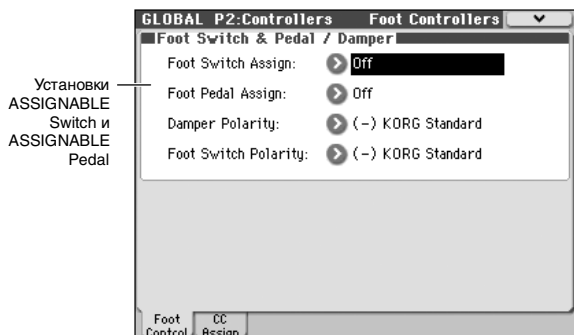 GLOBAL P2:Controllers Foot Controllers
Foot Switch & Pedal / Damper
Foot Switch Assign: Off
Foot Pedal Assign: Off
Damper Polarity: (-) KORG Standard
Foot Switch Polarity: (-) KORG Standard
Установки
ASSIGNABLE
Switch и
ASSIGNABLE
Pedal
Foot
Control
CC
Assign